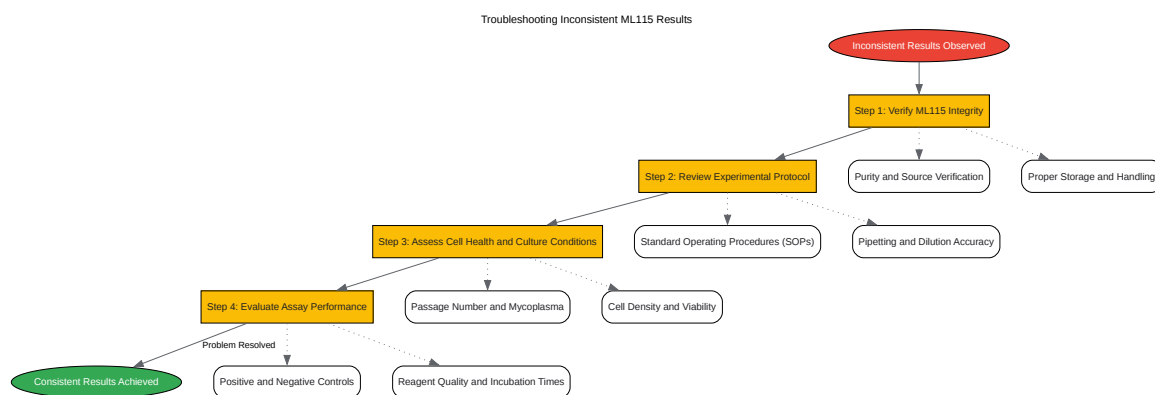 Troubleshooting Inconsistent ML115 Results
Inconsistent Results Observed
Step 1: Verify ML115 Integrity
Step 2: Review Experimental Protocol
Purity and Source Verification
Proper Storage and Handling
Step 3: Assess Cell Health and Culture Conditions
Standard Operating Procedures (SOPs)
Pipetting and Dilution Accuracy
Step 4: Evaluate Assay Performance
Passage Number and Mycoplasma
Cell Density and Viability
Problem Resolved
Consistent Results Achieved
Positive and Negative Controls
Reagent Quality and Incubation Times